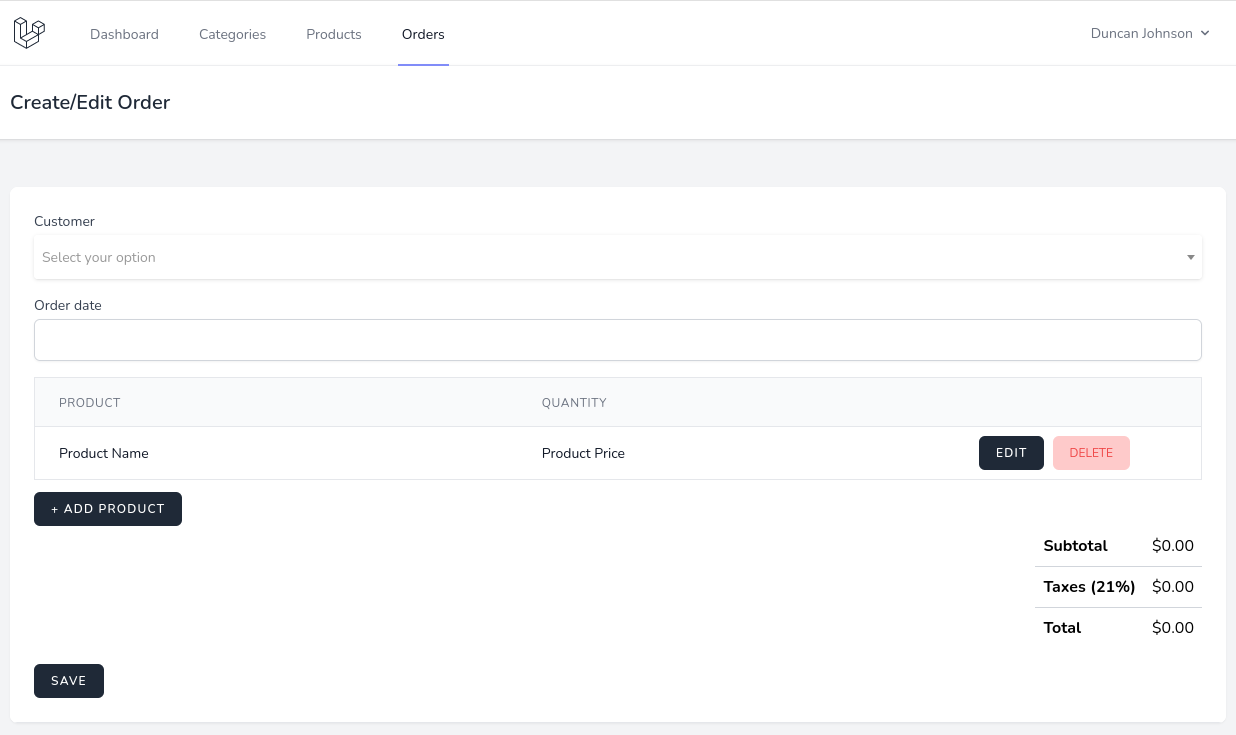 Dashboard Categories Products Orders Duncan Johnson
Create/Edit Order
Customer
Select your option
Order date
PRODUCT QUANTITY
Product Name Product Price EDIT DELETE
+ ADD PRODUCT
Subtotal $0.00
Taxes (21%) $0.00
Total $0.00
SAVE